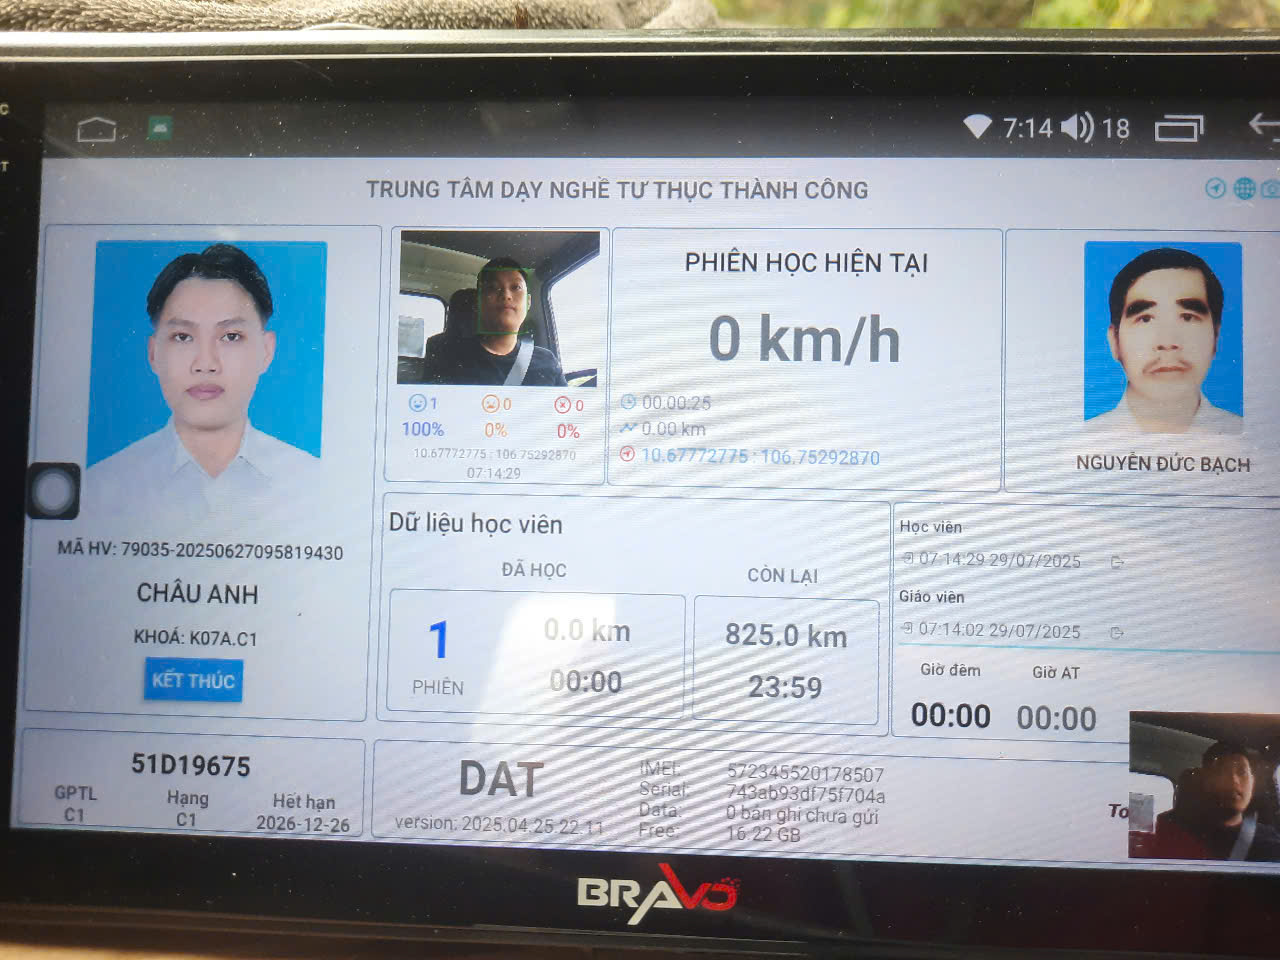 7:14 18
TRUNG TÂM DẠY NGHỀ TƯ THỤC THÀNH CÔNG
MÃ HV: 79035-20250627095819430
CHÂU ANH
KHOÁ: K07A.C1
KẾT THÚC
1 0 0
100% 0% 0%
10.67772775 : 106.75292870
07:14:29
PHIÊN HỌC HIỆN TẠI
0 km/h
00:00:25
0.00 km
10.67772775 : 106.75292870
NGUYỄN ĐỨC BẠCH
Dữ liệu học viên
ĐÃ HỌC
CÒN LẠI
1
PHIÊN
0.0 km
00:00
825.0 km
23:59
Học viên
07:14:29 29/07/2025
Giáo viên
07:14:02 29/07/2025
Giờ đêm
Giờ AT
00:00
00:00
51D19675
GPTL
C1
Hạng
C1
Hết hạn
2026-12-26
DAT
version: 2025.04.25.22.11
IMEI: 572345520178507
Serial: 743ab93df75f704a
Data: 0 bản ghi chưa gửi
Free: 16.22 GB
BRAVO